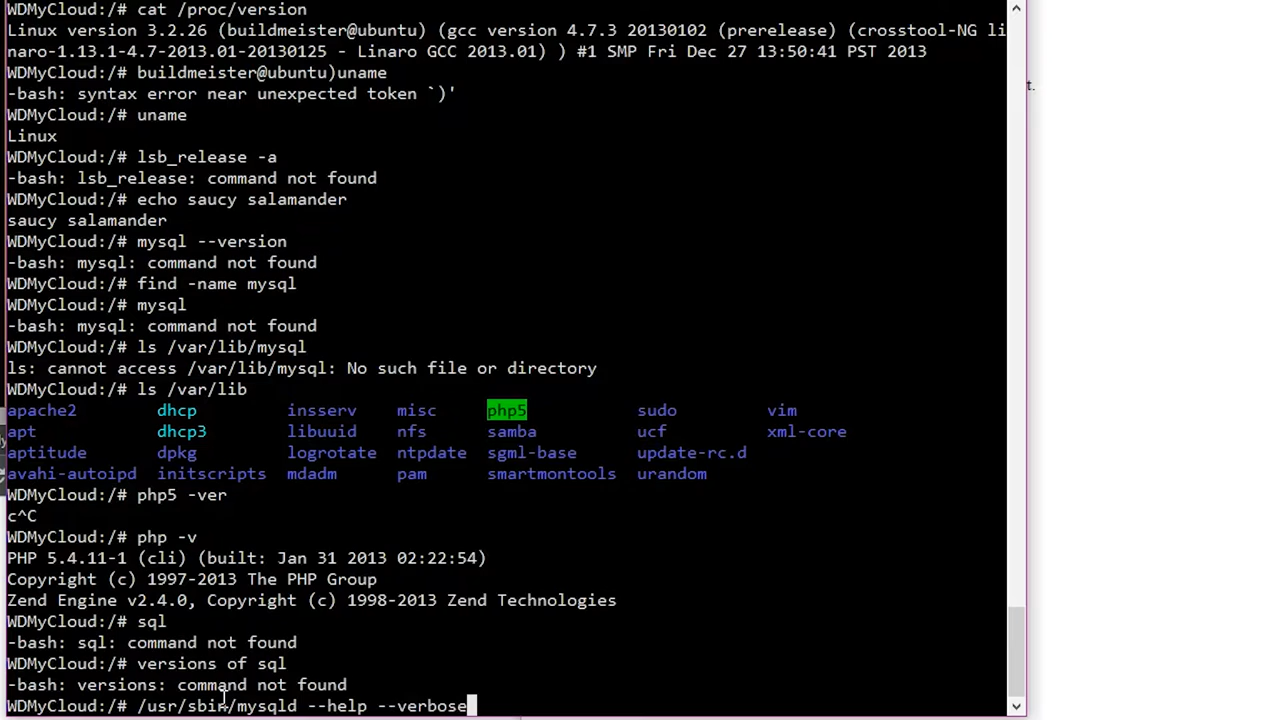 WDMyCloud:/# cat /proc/version
Linux version 3.2.26 (buildmeister@ubuntu) (gcc version 4.7.3 20130102 (prerelease) (crosstool-NG li
naro-1.13.1-4.7-2013.01-20130125 - Linaro GCC 2013.01) ) #1 SMP Fri Dec 27 13:50:41 PST 2013
WDMyCloud:/# buildmeister@ubuntu)uname
-bash: syntax error near unexpected token `)'
WDMyCloud:/# uname
Linux
WDMyCloud:/# lsb_release -a
-bash: lsb_release: command not found
WDMyCloud:/# echo saucy salamander
saucy salamander
WDMyCloud:/# mysql --version
-bash: mysql: command not found
WDMyCloud:/# find -name mysql
WDMyCloud:/# mysql
-bash: mysql: command not found
WDMyCloud:/# ls /var/lib/mysql
ls: cannot access /var/lib/mysql: No such file or directory
WDMyCloud:/# ls /var/lib
apache2 dhcp insserv misc php5 sudo vim
apt dhcp3 libuuid nfs samba ucf xml-core
aptitude dpkg logrotate ntpdate sgml-base update-rc.d
avahi-autoipd initscripts mdadm pam smartmontools urandom
WDMyCloud:/# php5 -ver
c^C
WDMyCloud:/# php -v
PHP 5.4.11-1 (cli) (built: Jan 31 2013 02:22:54)
Copyright (c) 1997-2013 The PHP Group
Zend Engine v2.4.0, Copyright (c) 1998-2013 Zend Technologies
WDMyCloud:/# sql
-bash: sql: command not found
WDMyCloud:/# versions of sql
-bash: versions: command not found
WDMyCloud:/# /usr/sbin/mysqld --help --verbose